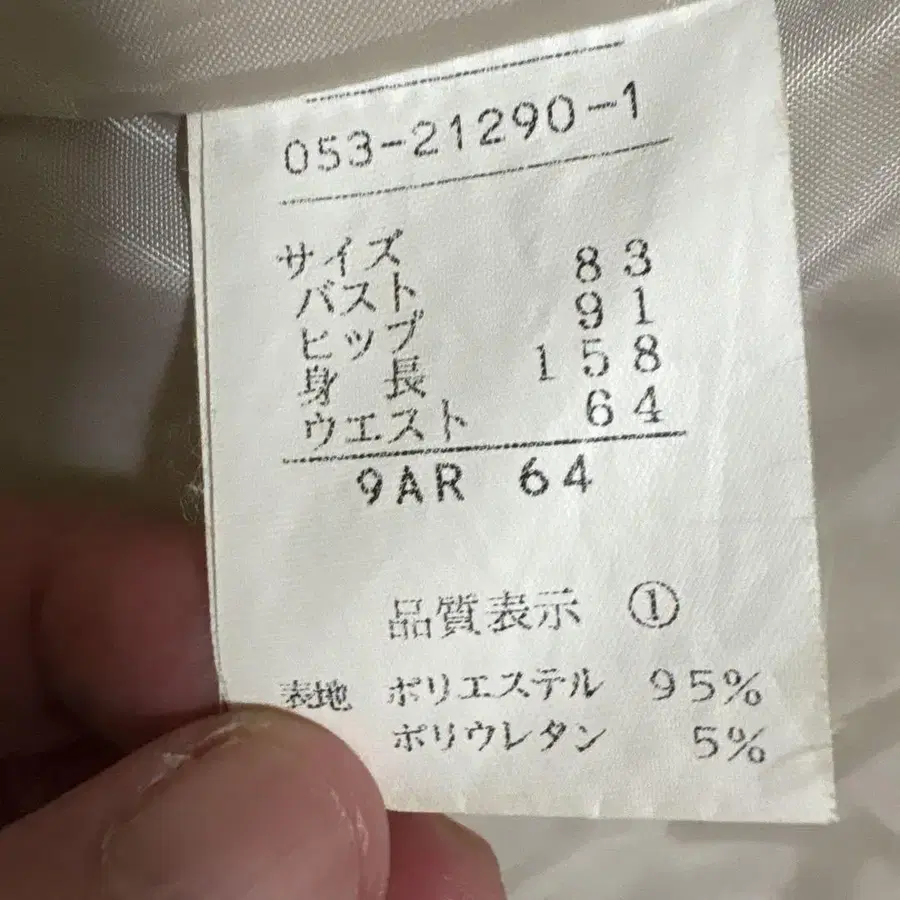 053-21290-1
サイズ
バスト 83
ヒップ 91
身 長 158
ウエスト 64
9AR 64
品質表示 ①
表地 ポリエステル 95%
ポリウレタン 5%